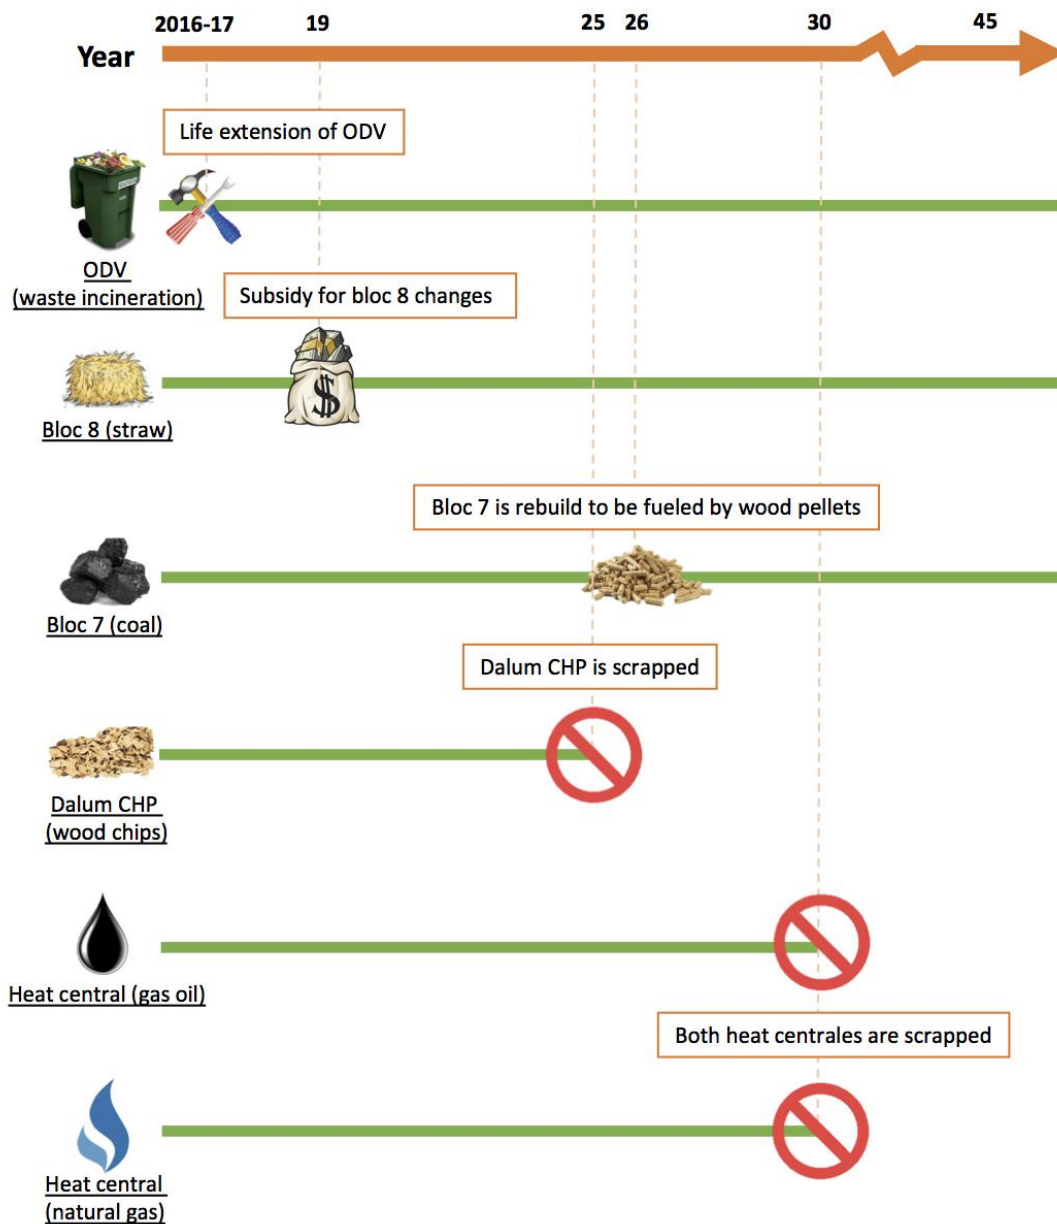 2016-17 19 25 26 30 45
Year
Life extension of ODV
ODV
(waste incineration)
Subsidy for bloc 8 changes
$
Bloc 8 (straw)
Bloc 7 is rebuild to be fueled by wood pellets
Bloc 7 (coal)
Dalum CHP is scrapped
Dalum CHP
(wood chips)
Heat central (gas oil)
Both heat centrales are scrapped
Heat central
(natural gas)